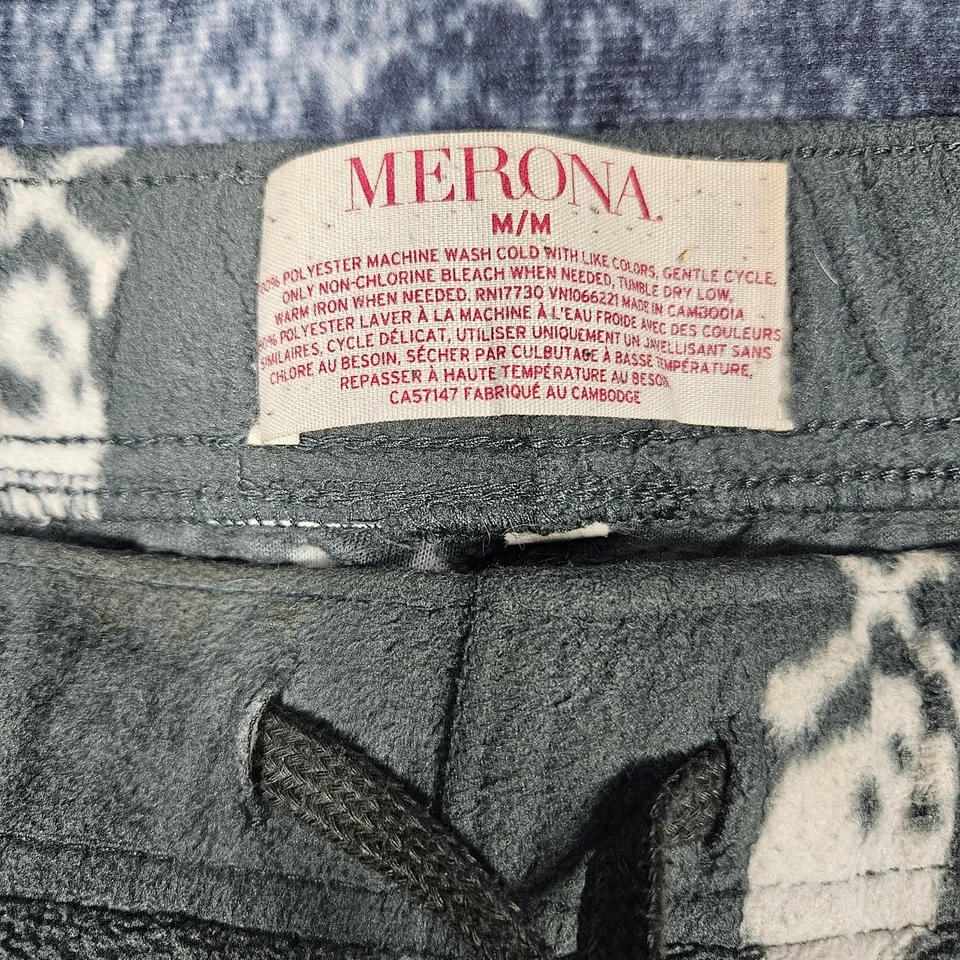 MERONA.
M/M
00% POLYESTER MACHINE WASH COLD WITH LIKE COLORS, GENTLE CYCLE,
ONLY NON-CHLORINE BLEACH WHEN NEEDED, TUMBLE DRY LOW,
WARM IRON WHEN NEEDED. RN17730 VN1066221 MADE IN CAMBODIA
00% POLYESTER LAVER À LA MACHINE À L'EAU FROIDE AVEC DES COULEURS
SIMILAIRES, CYCLE DÉLICAT, UTILISER UNIQUEMENT UN JAVELLISANT SANS
CHLORE AU BESOIN, SÉCHER PAR CULBUTAGE À BASSE TEMPÉRATURE,
REPASSER À HAUTE TEMPÉRATURE AU BESOIN
CA57147 FABRIQUÉ AU CAMBODGE